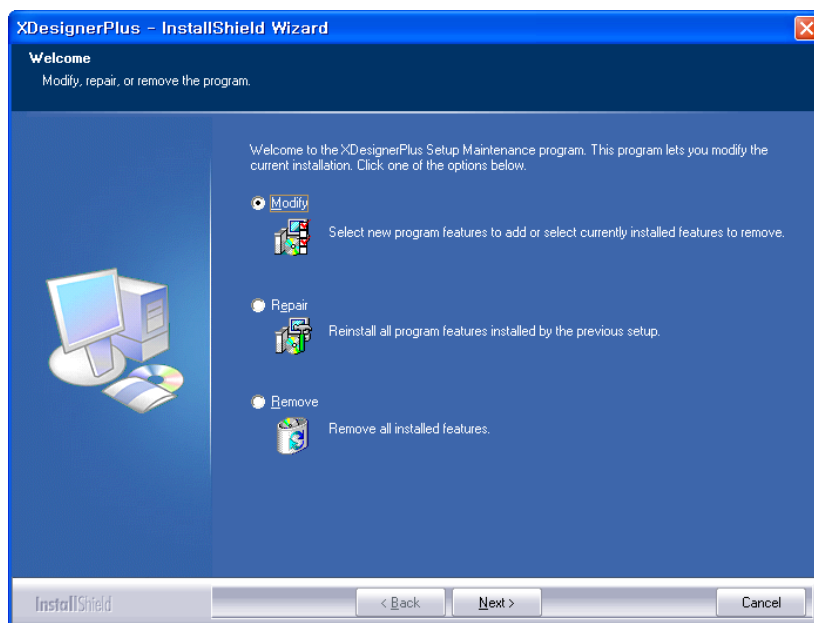 XDesignerPlus - InstallShield Wizard
Welcome
Modify, repair, or remove the program.
Welcome to the XDesignerPlus Setup Maintenance program. This program lets you modify the
current installation. Click one of the options below.
Modify
Select new program features to add or select currently installed features to remove.
Repair
Reinstall all program features installed by the previous setup.
Remove
Remove all installed features.
InstallShield
< Back
Next >
Cancel